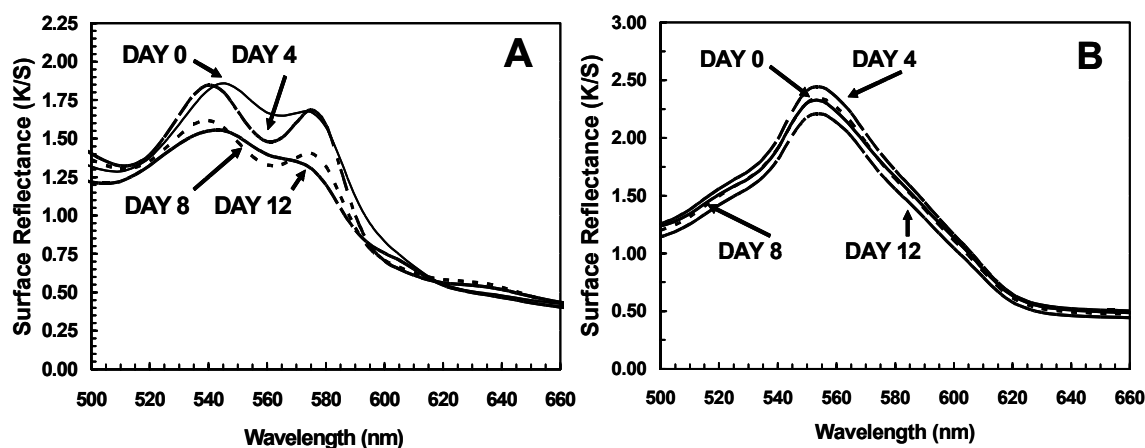 2.25
2.00
1.75
1.50
1.25
1.00
0.75
0.50
0.25
0.00
Surface Reflectance (K/S)
DAY 0
DAY 4
A
DAY 8
DAY 12
500 520 540 560 580 600 620 640 660
Wavelength (nm)
3.00
2.50
2.00
1.50
1.00
0.50
0.00
Surface Reflectance (K/S)
DAY 0
DAY 4
B
DAY 8
DAY 12
500 520 540 560 580 600 620 640 660
Wavelength (nm)